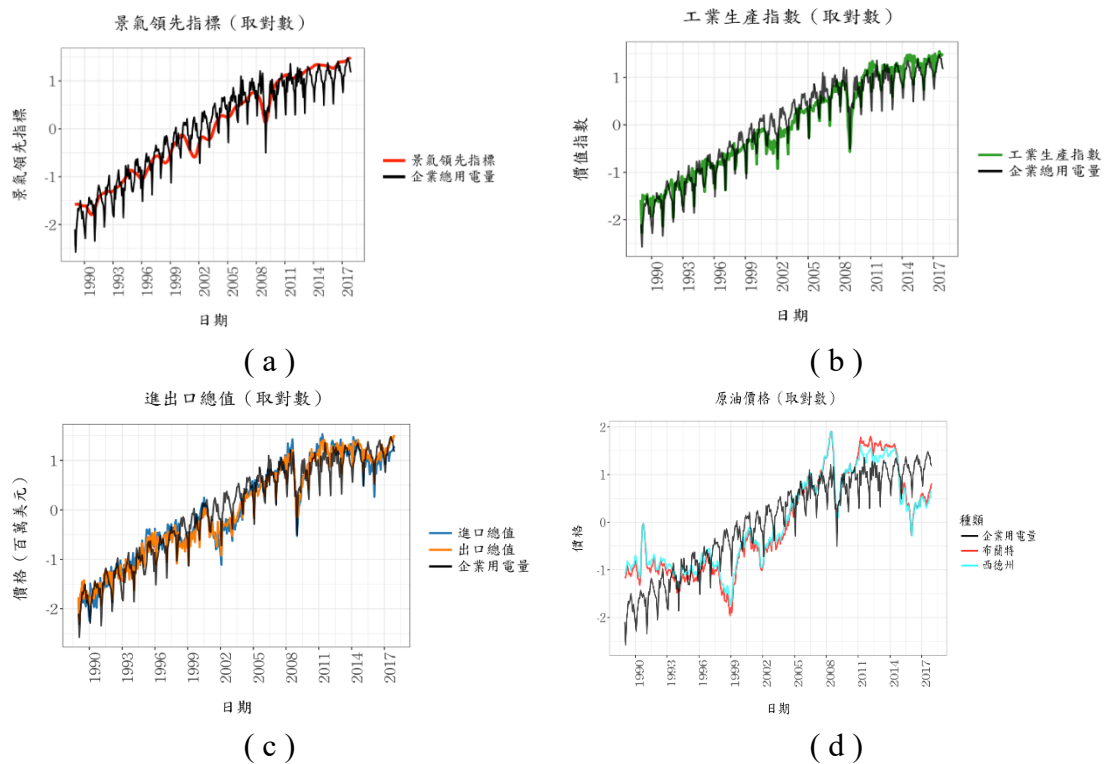 景氣領先指標（取對數）
景氣領先指標
1
0
-1
-2
1990
1993
1996
1999
2002
2005
2008
2011
2014
2017
日期
景氣領先指標
企業總用電量
( a )
工業生產指數（取對數）
價值指數
1
0
-1
-2
1990
1993
1996
1999
2002
2005
2008
2011
2014
2017
日期
工業生產指數
企業總用電量
( b )
進出口總值（取對數）
價格（百萬美元）
1
0
-1
-2
1990
1993
1996
1999
2002
2005
2008
2011
2014
2017
日期
進口總值
出口總值
企業用電量
( c )
原油價格（取對數）
價格
2
1
0
-1
-2
1990
1993
1996
1999
2002
2005
2008
2011
2014
2017
日期
種類
企業用電量
布蘭特
西德州
( d )